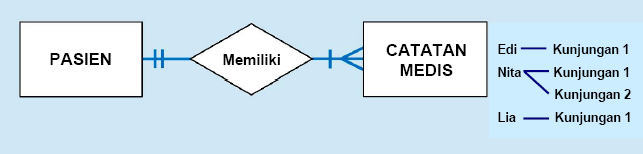 PASIEN
Memiliki
CATATAN
MEDIS
Edi Kunjungan 1
Nita Kunjungan 1
Kunjungan 2
Lia Kunjungan 1